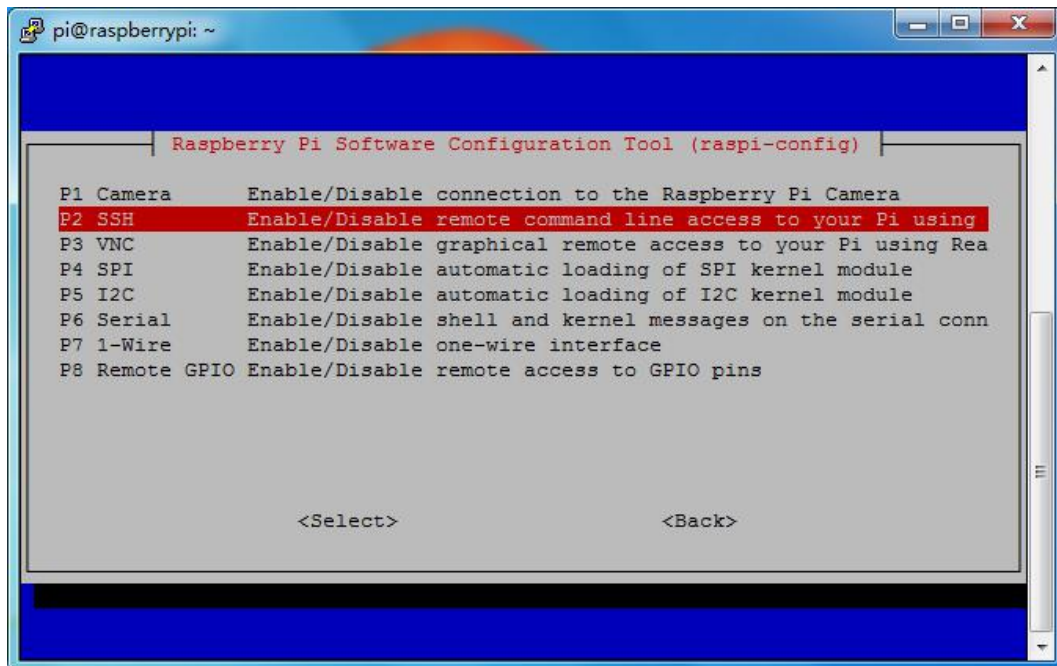 pi@raspberrypi: ~
Raspberry Pi Software Configuration Tool (raspi-config)
P1 Camera Enable/Disable connection to the Raspberry Pi Camera
P2 SSH Enable/Disable remote command line access to your Pi using
P3 VNC Enable/Disable graphical remote access to your Pi using Rea
P4 SPI Enable/Disable automatic loading of SPI kernel module
P5 I2C Enable/Disable automatic loading of I2C kernel module
P6 Serial Enable/Disable shell and kernel messages on the serial conn
P7 1-Wire Enable/Disable one-wire interface
P8 Remote GPIO Enable/Disable remote access to GPIO pins
<Select> <Back>